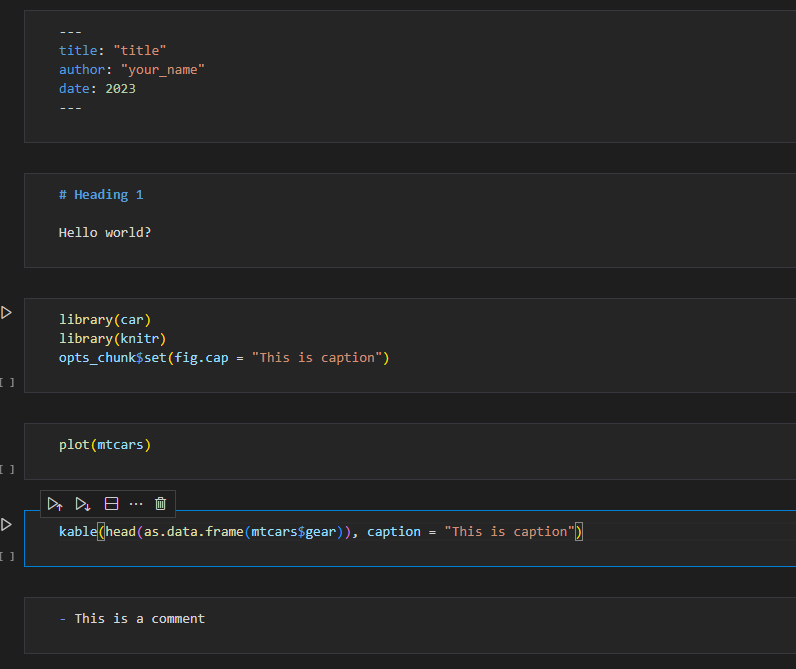 ---
title: "title"
author: "your_name"
date: 2023
---
# Heading 1
Hello world?
library(car)
library(knitr)
opts_chunk$set(fig.cap = "This is caption")
[ ]
plot(mtcars)
[ ]
kable(head(as.data.frame(mtcars$gear)), caption = "This is caption")
[ ]
- This is a comment